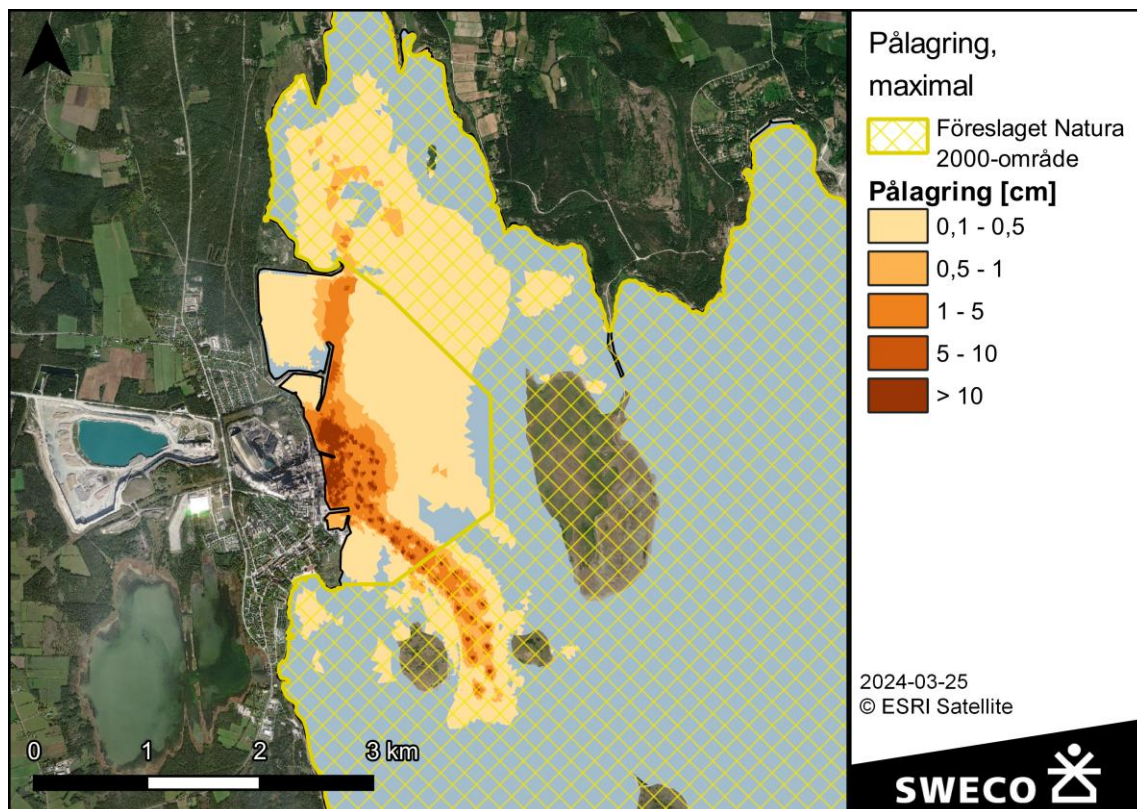 Pålagring,
maximal
Föreslaget Natura
2000-område
Pålagring [cm]
0,1 - 0,5
0,5 - 1
1 - 5
5 - 10
> 10
0 1 2 3 km
2024-03-25
© ESRI Satellite
SWECO